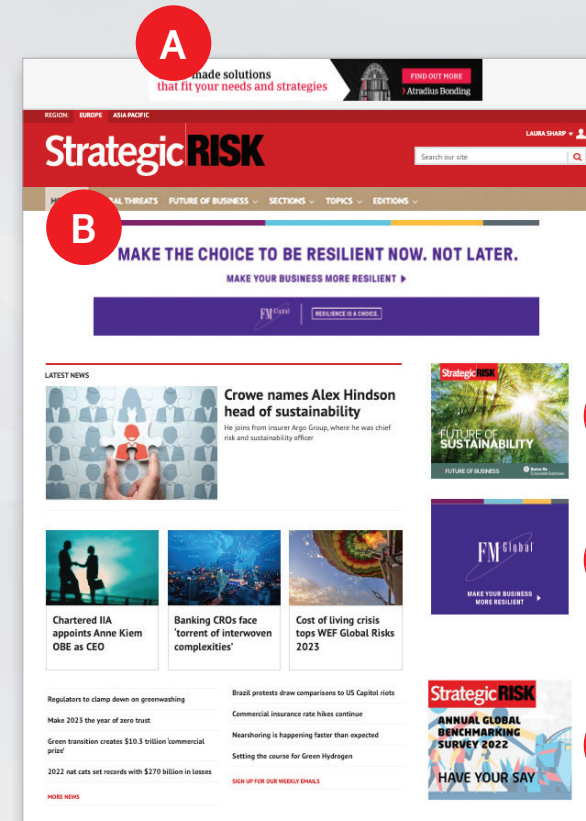 A
made solutions
that fit your needs and strategies
FIND OUT MORE
Atradius Bonding
REGION: EUROPE ASIA PACIFIC
LAURA SHARP
StrategicRISK
Search our site
THREATS FUTURE OF BUSINESS SECTIONS TOPICS EDITIONS
B
MAKE THE CHOICE TO BE RESILIENT NOW. NOT LATER.
MAKE YOUR BUSINESS MORE RESILIENT
FM Global
RESILIENCE IS A CHOICE.
LATEST NEWS
Crowe names Alex Hindson
head of sustainability
He joins from insurer Argo Group, where he was chief
risk and sustainability officer
StrategicRISK
FUTURE OF
SUSTAINABILITY
FUTURE OF BUSINESS
Corporate Solutions
FM Global
MAKE YOUR BUSINESS
MORE RESILIENT
Chartered IIA
appoints Anne Kiem
OBE as CEO
Banking CROs face
‘torrent of interwoven
complexities’
Cost of living crisis
tops WEF Global Risks
2023
Regulators to clamp down on greenwashing
Make 2023 the year of zero trust
Green transition creates $10.3 trillion ‘commercial
prize’
2022 nat cats set records with $270 billion in losses
MORE NEWS
Brazil protests draw comparisons to US Capitol riots
Commercial insurance rate hikes continue
Nearshoring is happening faster than expected
Setting the course for Green Hydrogen
SIGN UP FOR OUR WEEKLY EMAILS
StrategicRISK
ANNUAL GLOBAL
BENCHMARKING
SURVEY 2022
HAVE YOUR SAY